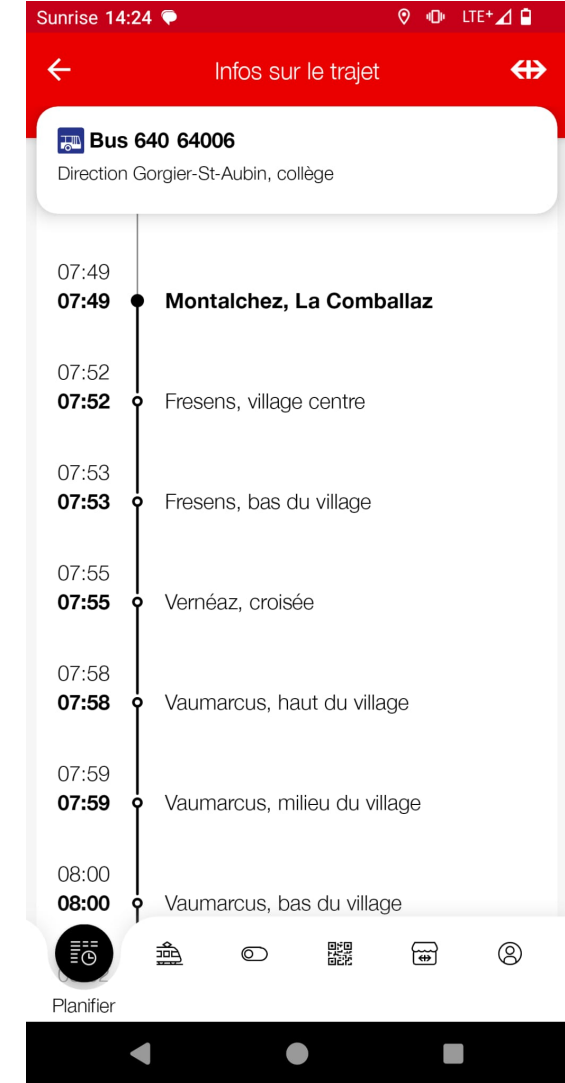 Sunrise 14:24 LTE+
Infos sur le trajet
Bus 640 64006
Direction Gorgier-St-Aubin, collège
07:49
07:49 Montalchez, La Comballaz
07:52
07:52 Fresens, village centre
07:53
07:53 Fresens, bas du village
07:55
07:55 Vernéaz, croisée
07:58
07:58 Vaumarcus, haut du village
07:59
07:59 Vaumarcus, milieu du village
08:00
08:00 Vaumarcus, bas du village
Planifier